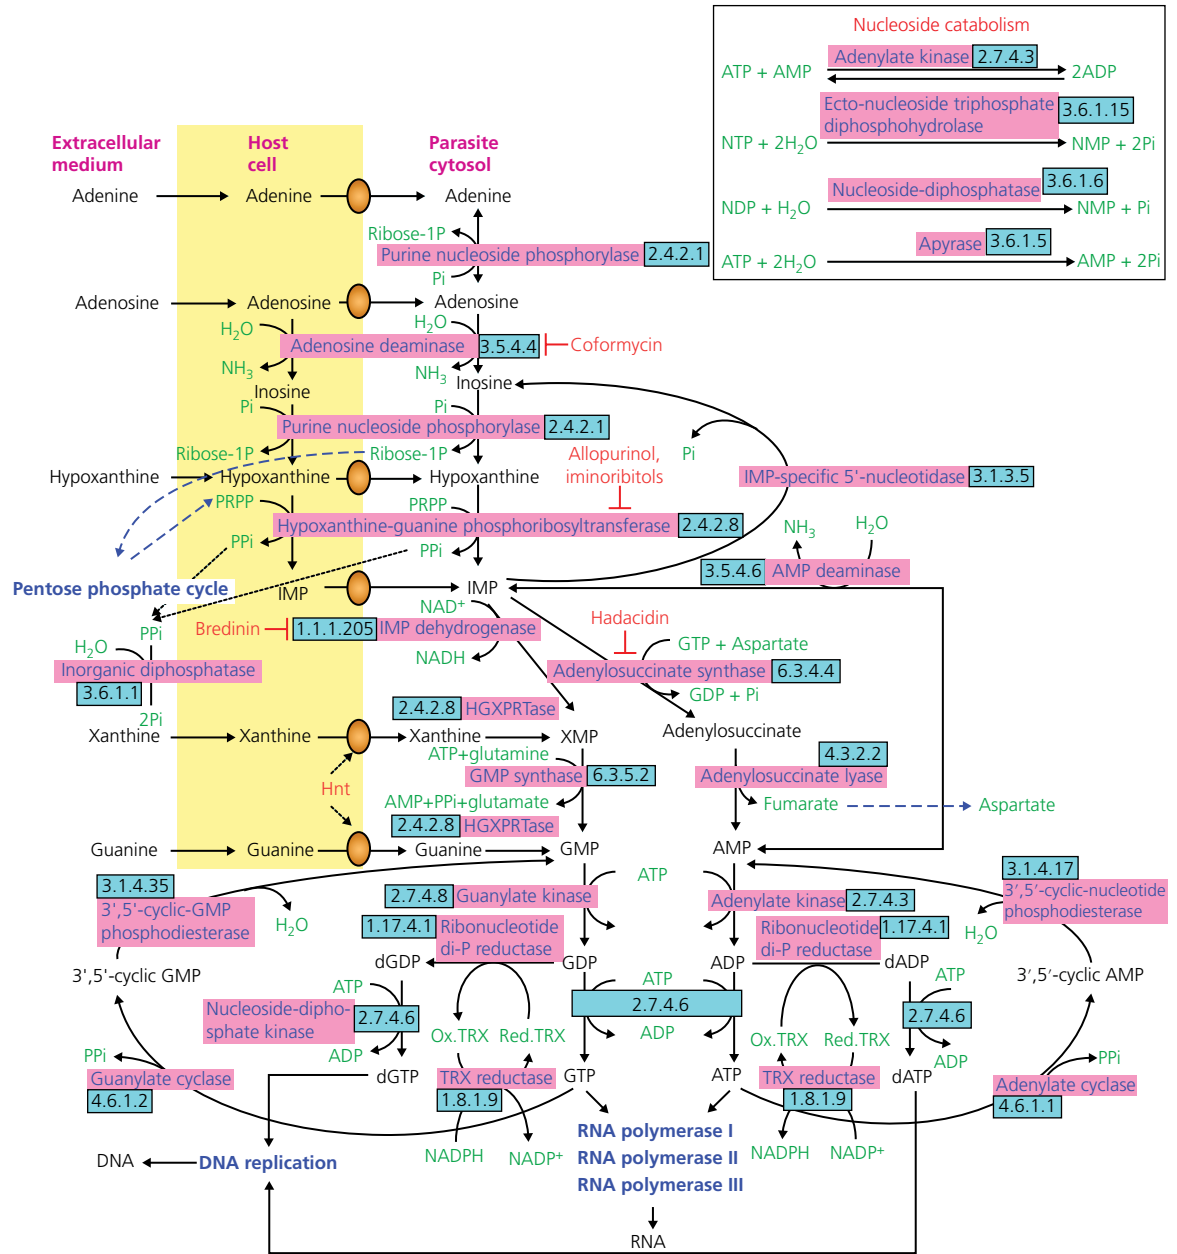 Nucleoside catabolism
Adenylate kinase 2.7.4.3
ATP + AMP 2ADP
Ecto-nucleoside triphosphate
diphosphohydrolase
3.6.1.15
NTP + 2H₂O NMP + 2Pi
Nucleoside-diphosphatase 3.6.1.6
NDP + H₂O NMP + Pi
Apyrase 3.6.1.5
ATP + 2H₂O AMP + 2Pi
Extracellular
medium
Host
cell
Parasite
cytosol
Adenine Adenine Adenine
Ribose-1P
Purine nucleoside phosphorylase 2.4.2.1
Pi
Adenosine Adenosine Adenosine
H₂O H₂O
Adenosine deaminase 3.5.4.4 Coformycin
NH₃ NH₃
Inosine Inosine
Pi Pi
Purine nucleoside phosphorylase 2.4.2.1
Ribose-1P Ribose-1P
Pi
Allopurinol,
iminoribitols
Hypoxanthine Hypoxanthine Hypoxanthine
IMP-specific 5'-nucleotidase 3.1.3.5
PRPP PRPP
Hypoxanthine-guanine phosphoribosyltransferase 2.4.2.8
NH₃ H₂O
PPi PPi
3.5.4.6 AMP deaminase
Pentose phosphate cycle
IMP IMP
NAD⁺
Bredinin 1.1.1.205 IMP dehydrogenase
NADH
Hadacidin
GTP + Aspartate
Adenylosuccinate synthase 6.3.4.4
GDP + Pi
PPi
H₂O
Inorganic diphosphatase
3.6.1.1
2Pi
2.4.2.8 HGXPRTase
Xanthine Xanthine Xanthine XMP
Adenylosuccinate
ATP+glutamine
GMP synthase 6.3.5.2
AMP+PPi+glutamate
4.3.2.2
Adenylosuccinate lyase
Fumarate Aspartate
Hnt
2.4.2.8 HGXPRTase
Guanine Guanine Guanine GMP
AMP
3.1.4.35
3',5'-cyclic-GMP
phosphodiesterase
H₂O
3',5'-cyclic GMP
ATP
2.7.4.8 Guanylate kinase
Adenylate kinase 2.7.4.3
3.1.4.17
3′,5′-cyclic-nucleotide
phosphodiesterase
H₂O
3′,5′-cyclic AMP
1.17.4.1 Ribonucleotide
di-P reductase
Ribonucleotide
di-P reductase
1.17.4.1
dGDP GDP ADP dADP
ATP ATP ATP
Nucleoside-dipho-
sphate kinase
2.7.4.6
2.7.4.6
2.7.4.6
ADP ADP ADP
Ox.TRX Red.TRX
Ox.TRX Red.TRX
PPi
Guanylate cyclase
4.6.1.2
dGTP TRX reductase GTP
1.8.1.9
ATP TRX reductase dATP
1.8.1.9
PPi
Adenylate cyclase
4.6.1.1
NADPH NADP⁺
NADPH NADP⁺
RNA polymerase I
RNA polymerase II
RNA polymerase III
DNA DNA replication
RNA